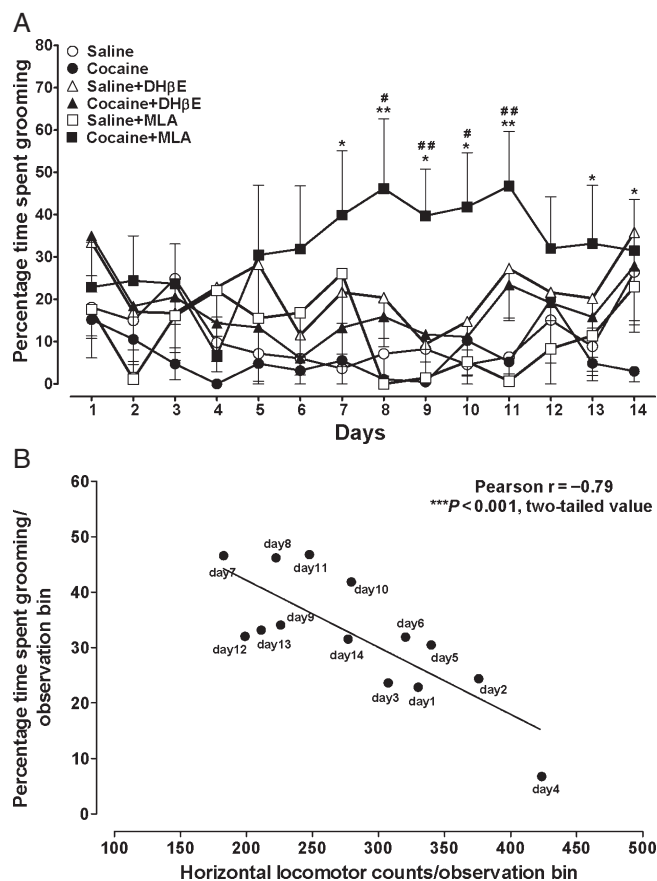 A
80
70
60
50
40
30
20
10
0
Percentage time spent grooming
Saline
Cocaine
Saline+DHβE
Cocaine+DHβE
Saline+MLA
Cocaine+MLA
*
#
**
##
*
#
*
##
**
*
*
1 2 3 4 5 6 7 8 9 10 11 12 13 14
Days
B
60
50
40
30
20
10
0
Percentage time spent grooming/
observation bin
Pearson r = −0.79
***P < 0.001, two-tailed value
day7
day8
day11
day10
day9
day12
day13
day14
day6
day5
day3
day1
day2
day4
100 150 200 250 300 350 400 450 500
Horizontal locomotor counts/observation bin